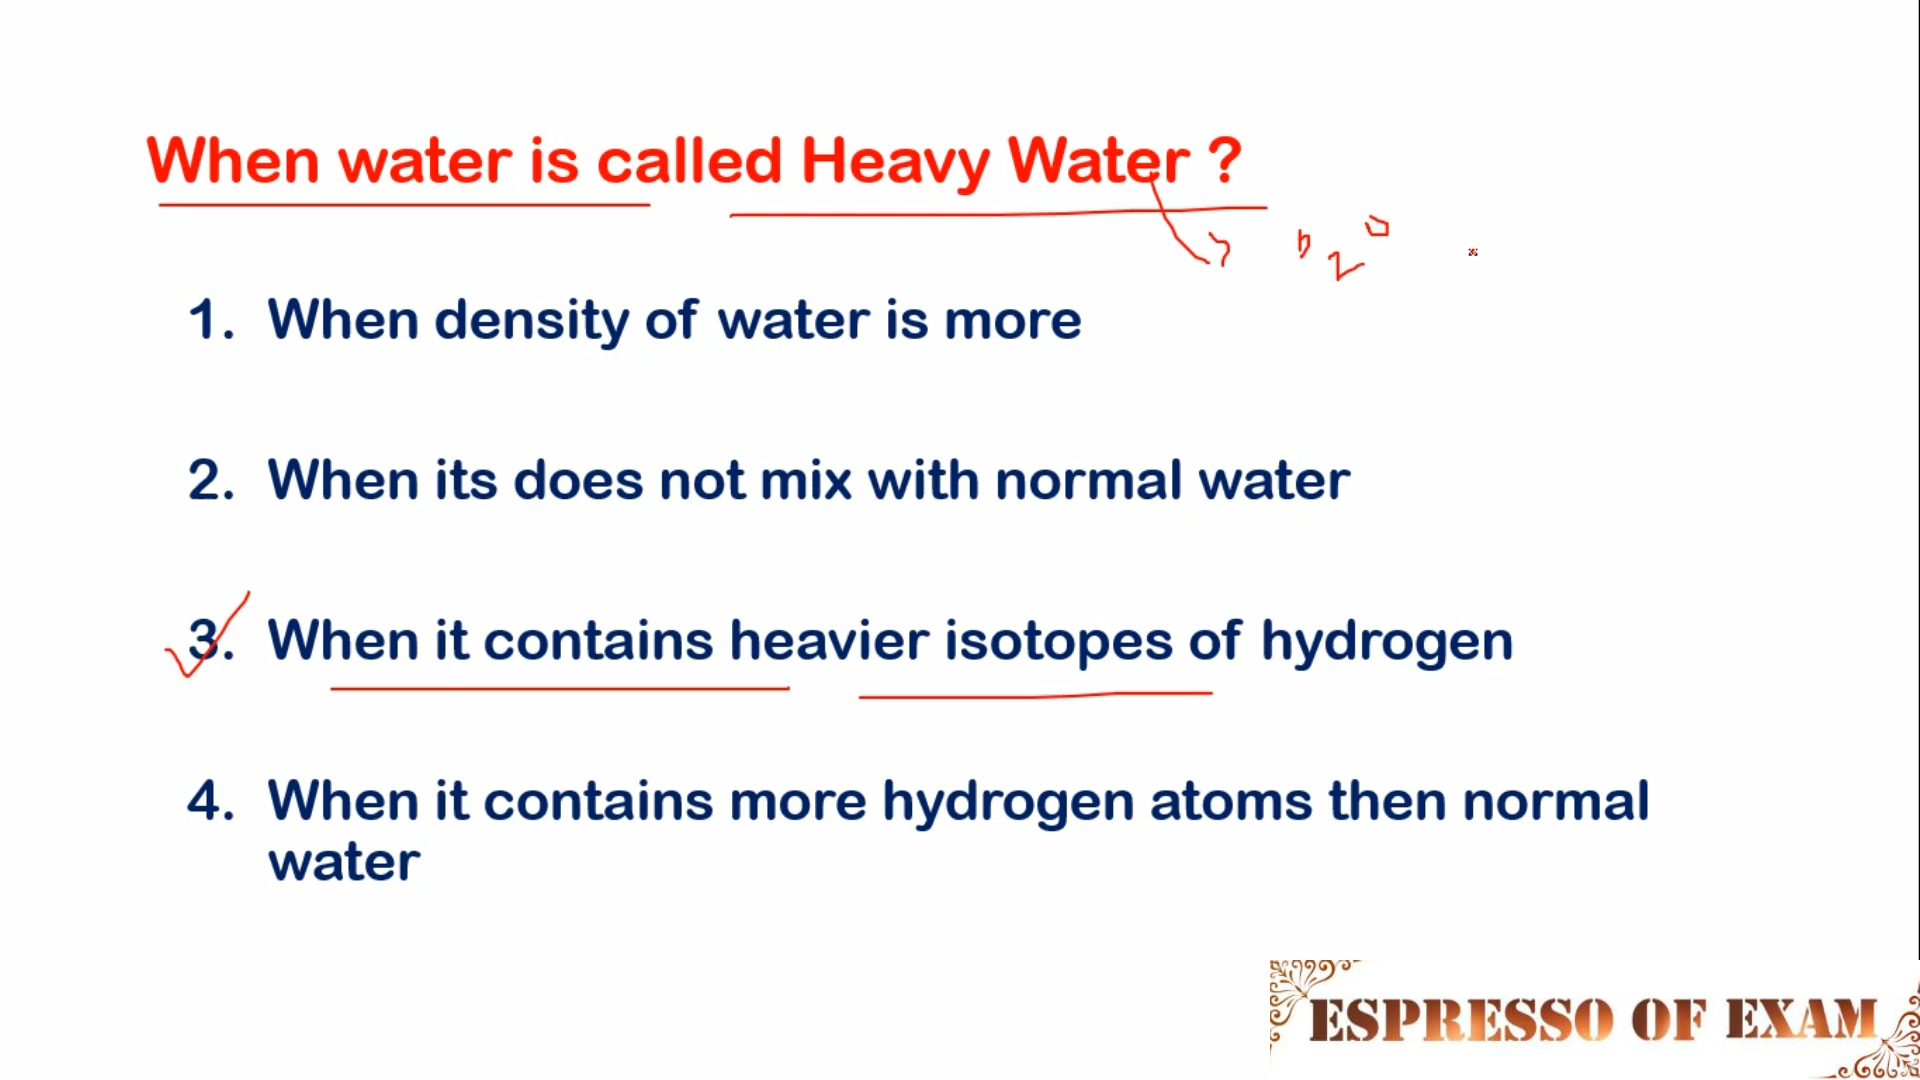 When water is called Heavy Water ?
D2O
1. When density of water is more
2. When its does not mix with normal water
3. When it contains heavier isotopes of hydrogen
4. When it contains more hydrogen atoms then normal
water
ESPRESSO OF EXAM